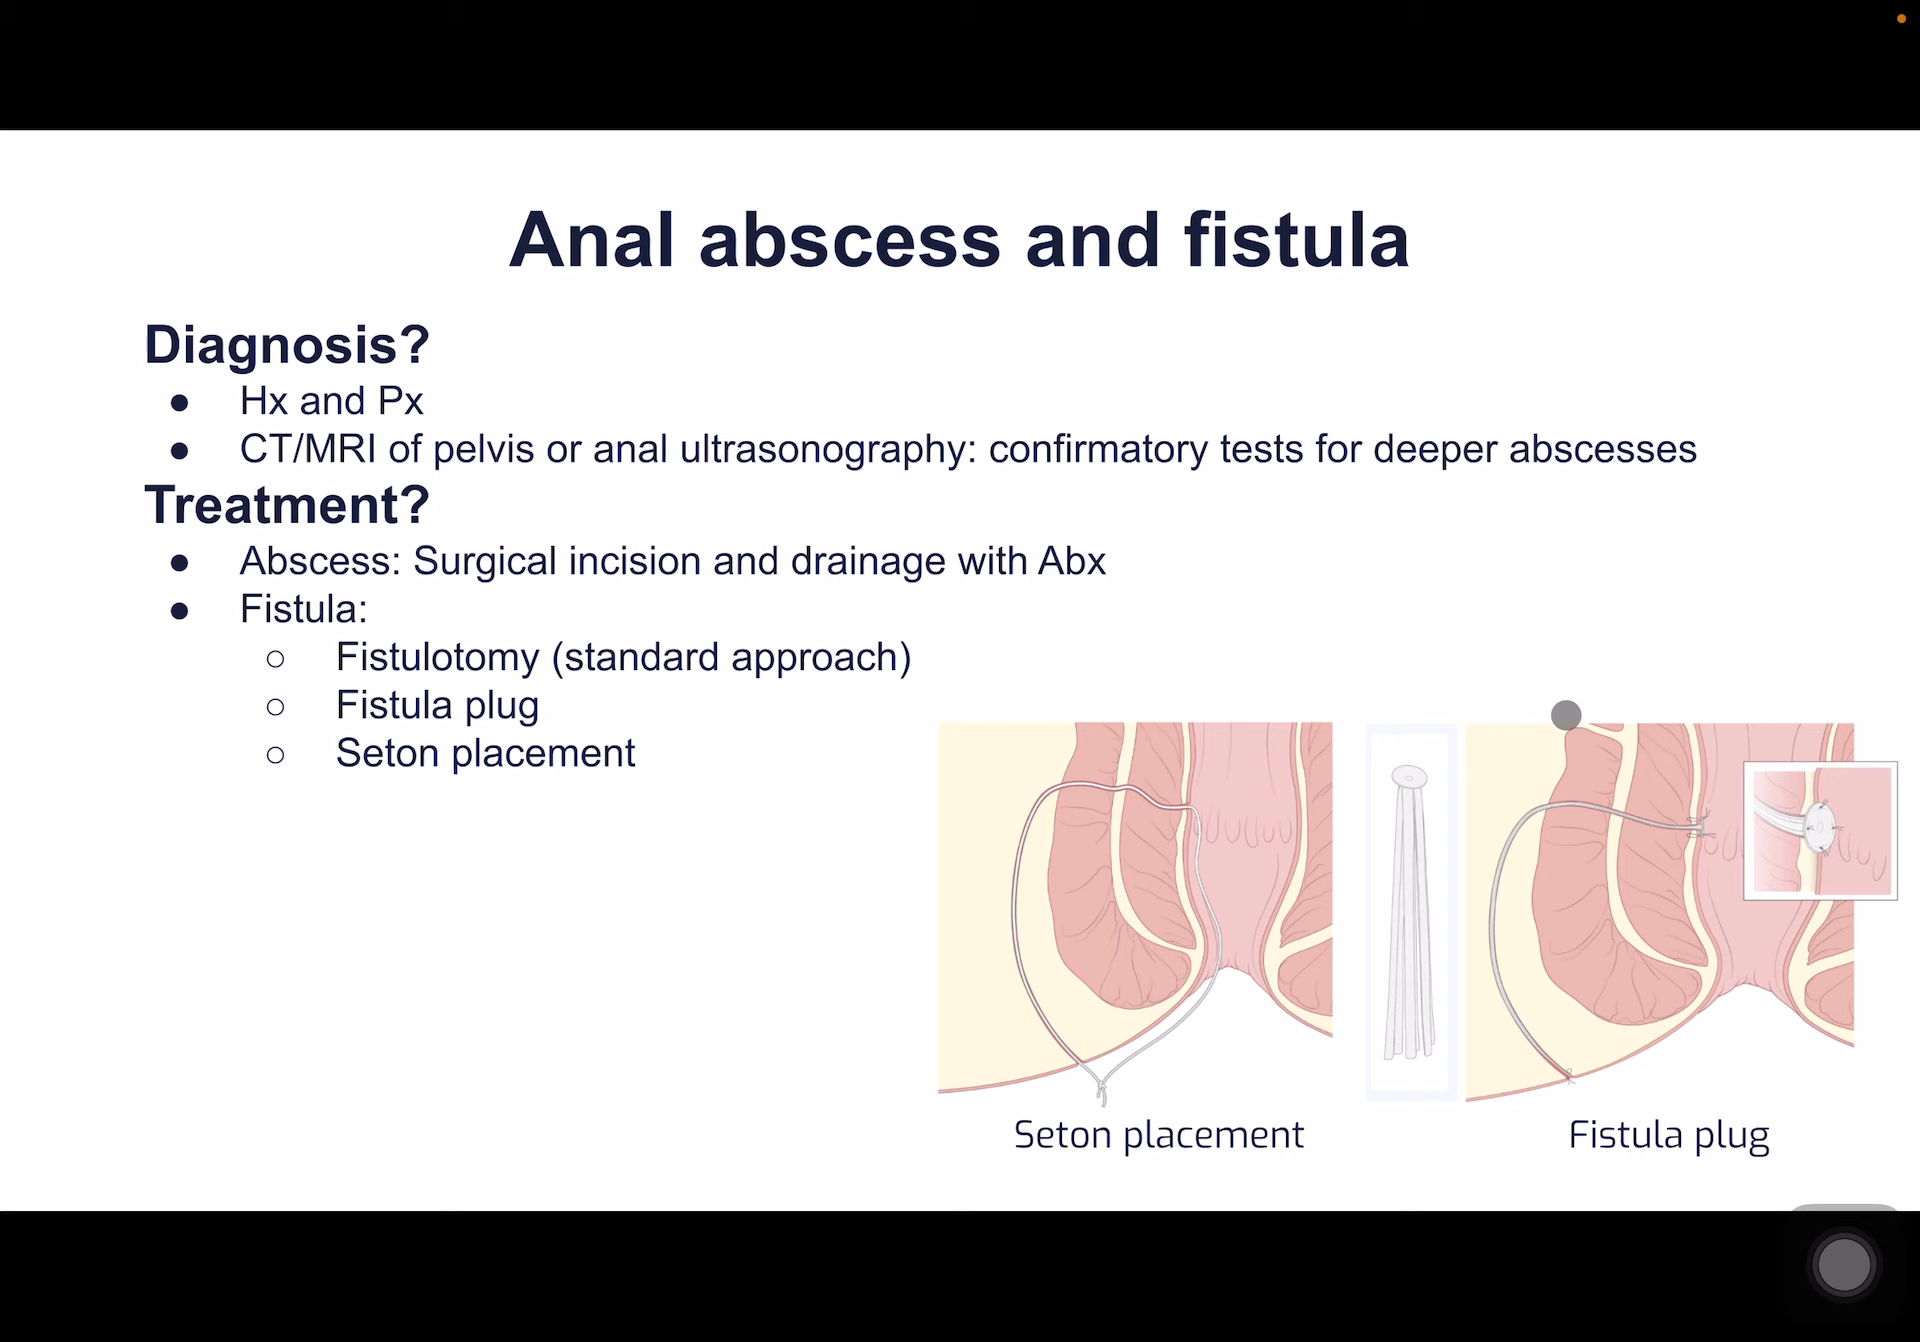 Anal abscess and fistula
Diagnosis?
● Hx and Px
● CT/MRI of pelvis or anal ultrasonography: confirmatory tests for deeper abscesses
Treatment?
● Abscess: Surgical incision and drainage with Abx
● Fistula:
○ Fistulotomy (standard approach)
○ Fistula plug
○ Seton placement
Seton placement
Fistula plug